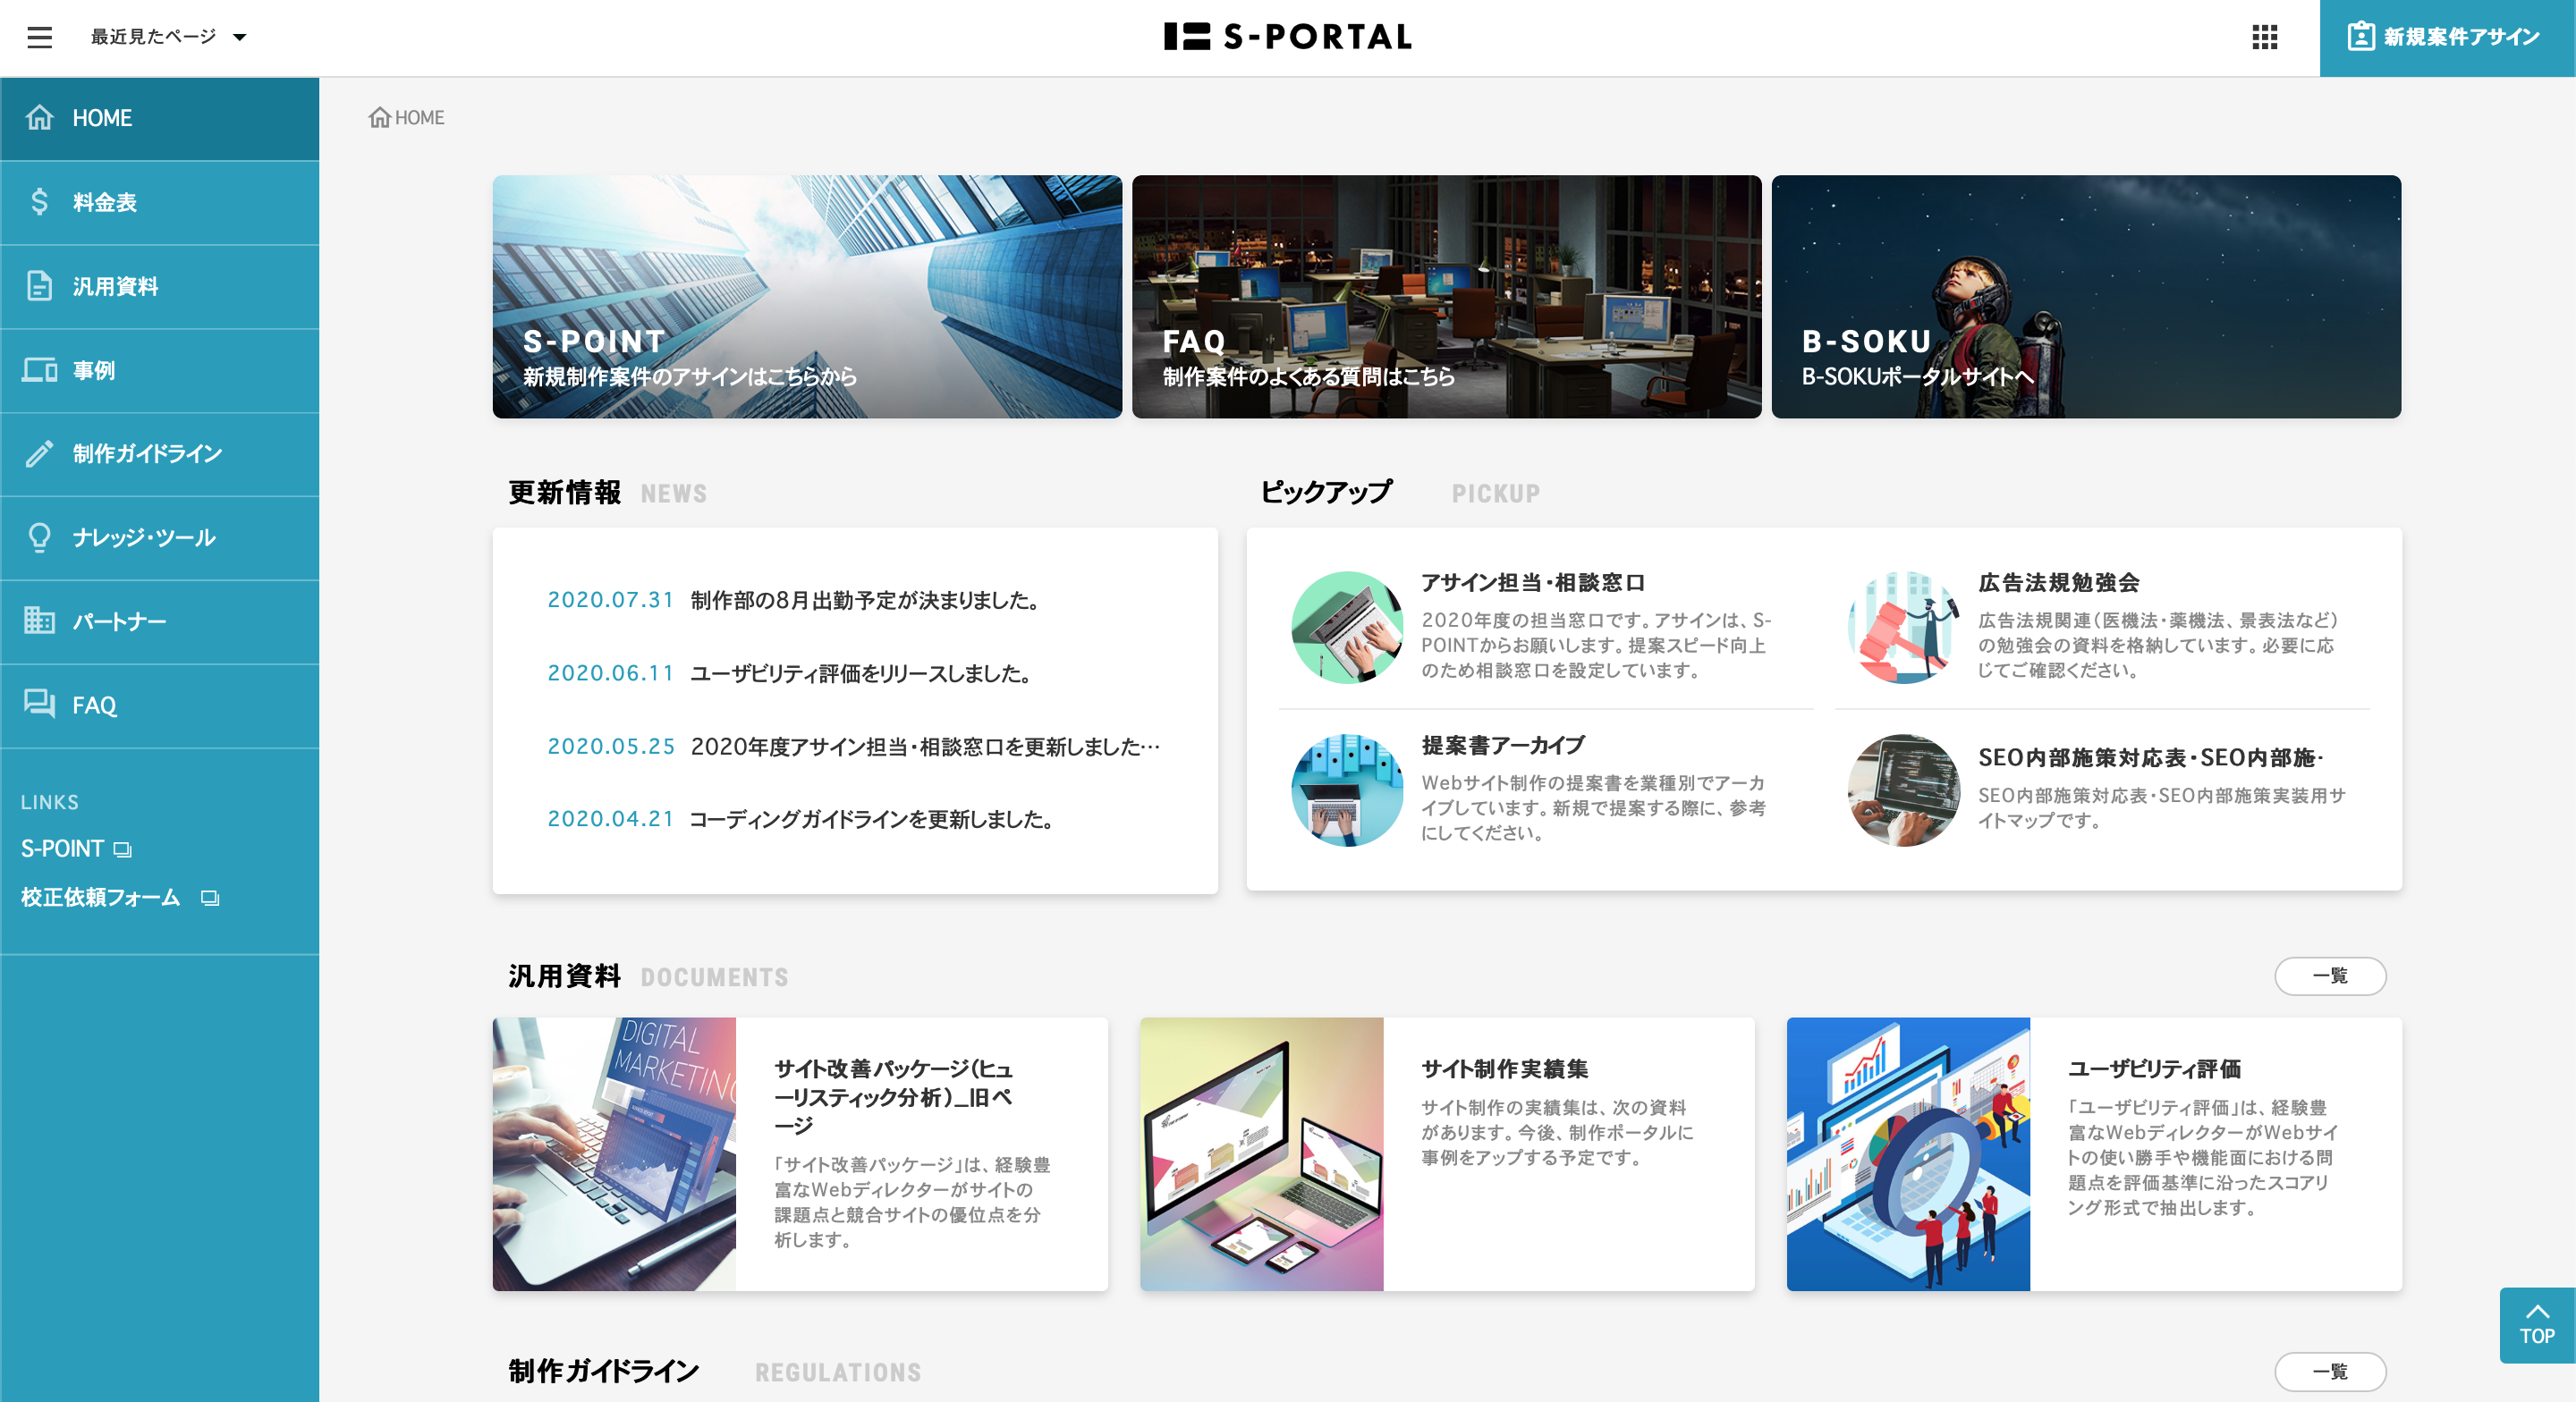 最近見たページ
S-PORTAL
新規案件アサイン
HOME
料金表
汎用資料
事例
制作ガイドライン
ナレッジ・ツール
パートナー
FAQ
LINKS
S-POINT
校正依頼フォーム
HOME
S-POINT
新規制作案件のアサインはこちらから
FAQ
制作案件のよくある質問はこちら
B-SOKU
B-SOKUポータルサイトへ
更新情報 NEWS
2020.07.31 制作部の8月出勤予定が決まりました。
2020.06.11 ユーザビリティ評価をリリースしました。
2020.05.25 2020年度アサイン担当・相談窓口を更新しました…
2020.04.21 コーディングガイドラインを更新しました。
ピックアップ PICKUP
アサイン担当・相談窓口
2020年度の担当窓口です。アサインは、S-
POINTからお願いします。提案スピード向上
のため相談窓口を設定しています。
広告法規勉強会
広告法規関連（医機法・薬機法、景表法など）
の勉強会の資料を格納しています。必要に応
じてご確認ください。
提案書アーカイブ
Webサイト制作の提案書を業種別でアーカ
イブしています。新規で提案する際に、参考
にしてください。
SEO内部施策対応表・SEO内部施·
SEO内部施策対応表・SEO内部施策実装用サ
イトマップです。
汎用資料 DOCUMENTS
一覧
DIGITAL
MARKETING
サイト改善パッケージ（ヒュ
ーリスティック分析）_旧ペ
ージ
「サイト改善パッケージ」は、経験豊
富なWebディレクターがサイトの
課題点と競合サイトの優位点を分
析します。
サイト制作実績集
サイト制作の実績集は、次の資料
があります。今後、制作ポータルに
事例をアップする予定です。
ユーザビリティ評価
「ユーザビリティ評価」は、経験豊
富なWebディレクターがWebサイ
トの使い勝手や機能面における問
題点を評価基準に沿ったスコアリ
ング形式で抽出します。
TOP
制作ガイドライン REGULATIONS
一覧